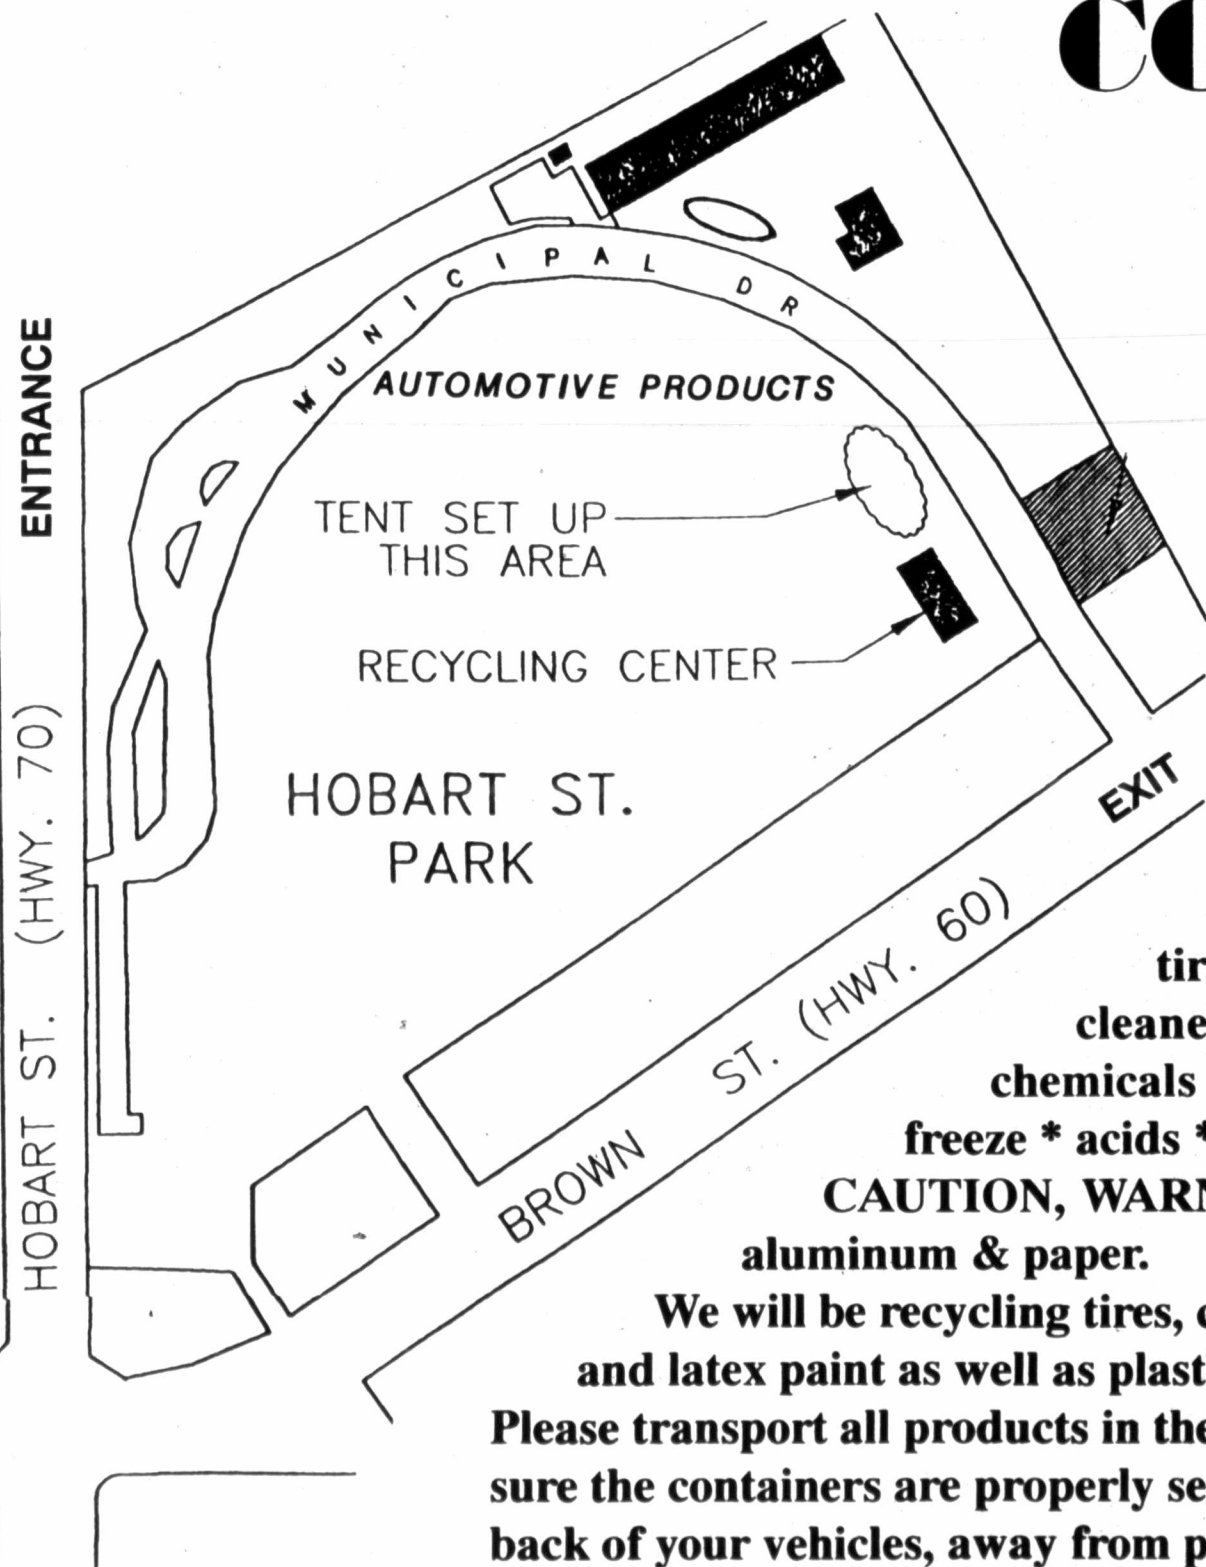 CO
MUNICIPAL DR
ENTRANCE
AUTOMOTIVE PRODUCTS
TENT SET UP
THIS AREA
RECYCLING CENTER
HOBART ST. (HWY. 70)
HOBART ST.
PARK
EXIT
BROWN ST. (HWY. 60)
tir
cleane
chemicals
freeze * acids *
CAUTION, WARN
aluminum & paper.
We will be recycling tires, c
and latex paint as well as plast
Please transport all products in the
sure the containers are properly se
back of your vehicles, away from p